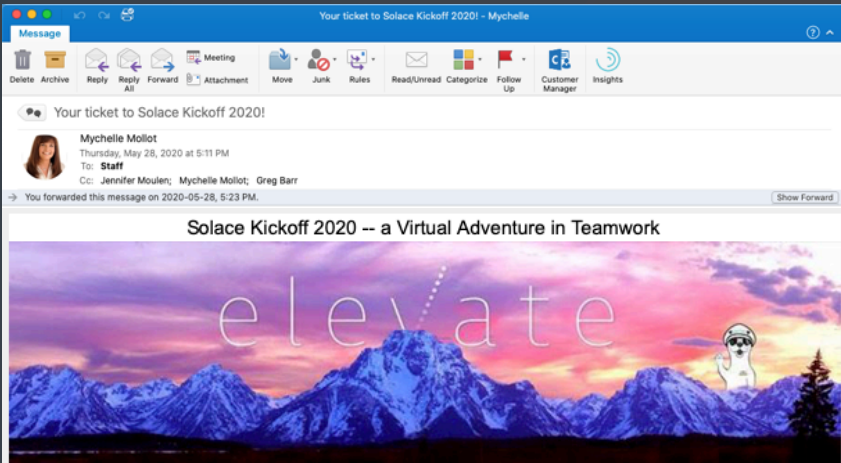 Your ticket to Solace Kickoff 2020! - Mychelle
Message
Delete Archive Reply Reply All Forward Meeting Attachment Move Junk Rules Read/Unread Categorize Follow Up Customer Manager Insights
Your ticket to Solace Kickoff 2020!
Mychelle Mollot
Thursday, May 28, 2020 at 5:11 PM
To: Staff
Cc: Jennifer Moulen; Mychelle Mollot; Greg Barr
You forwarded this message on 2020-05-28, 5:23 PM. Show Forward
Solace Kickoff 2020 -- a Virtual Adventure in Teamwork
elevate